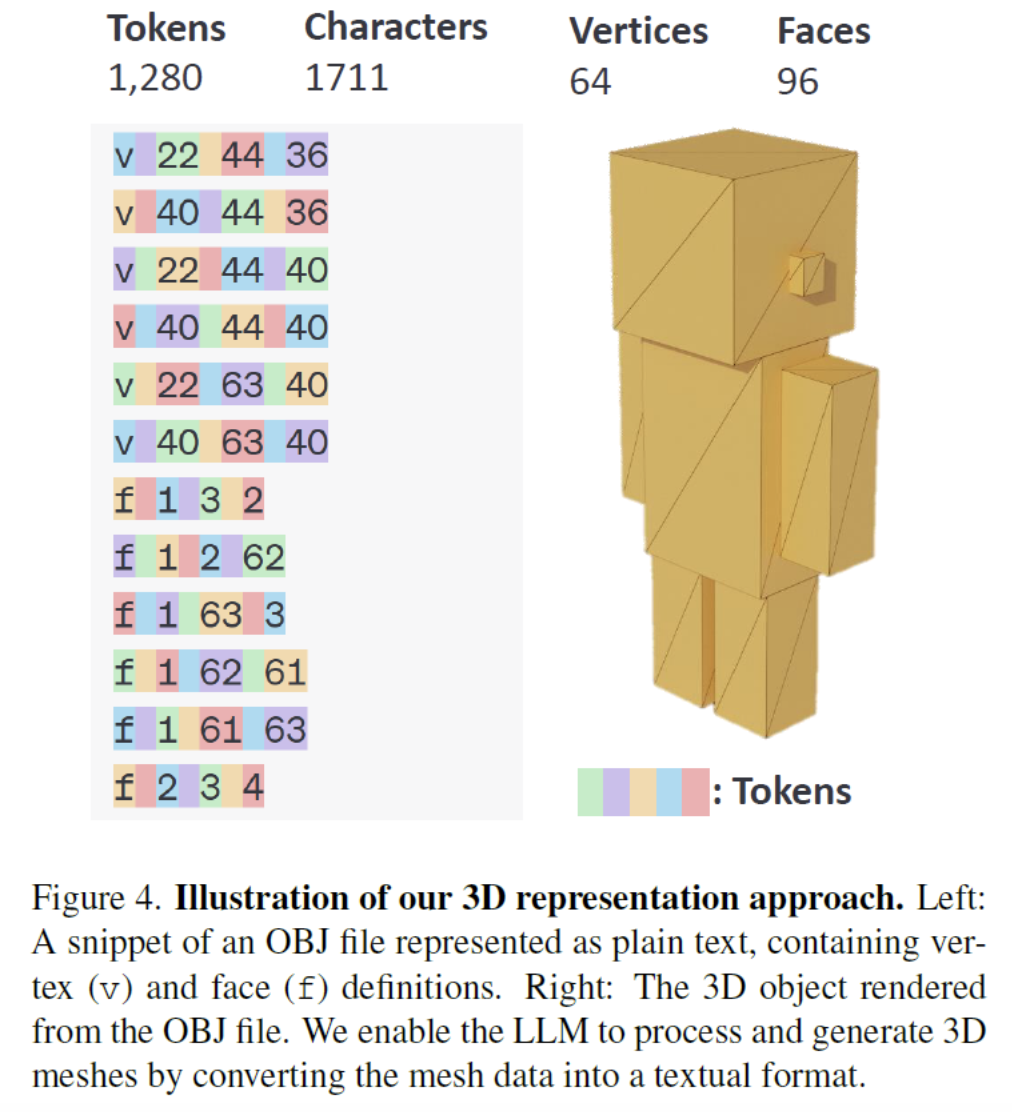 Tokens Characters Vertices Faces
1,280 1711 64 96
v 22 44 36
v 40 44 36
v 22 44 40
v 40 44 40
v 22 63 40
v 40 63 40
f 1 3 2
f 1 2 62
f 1 63 3
f 1 62 61
f 1 61 63
f 2 3 4
: Tokens
Figure 4. Illustration of our 3D representation approach. Left:
A snippet of an OBJ file represented as plain text, containing ver-
tex (v) and face (f) definitions. Right: The 3D object rendered
from the OBJ file. We enable the LLM to process and generate 3D
meshes by converting the mesh data into a textual format.